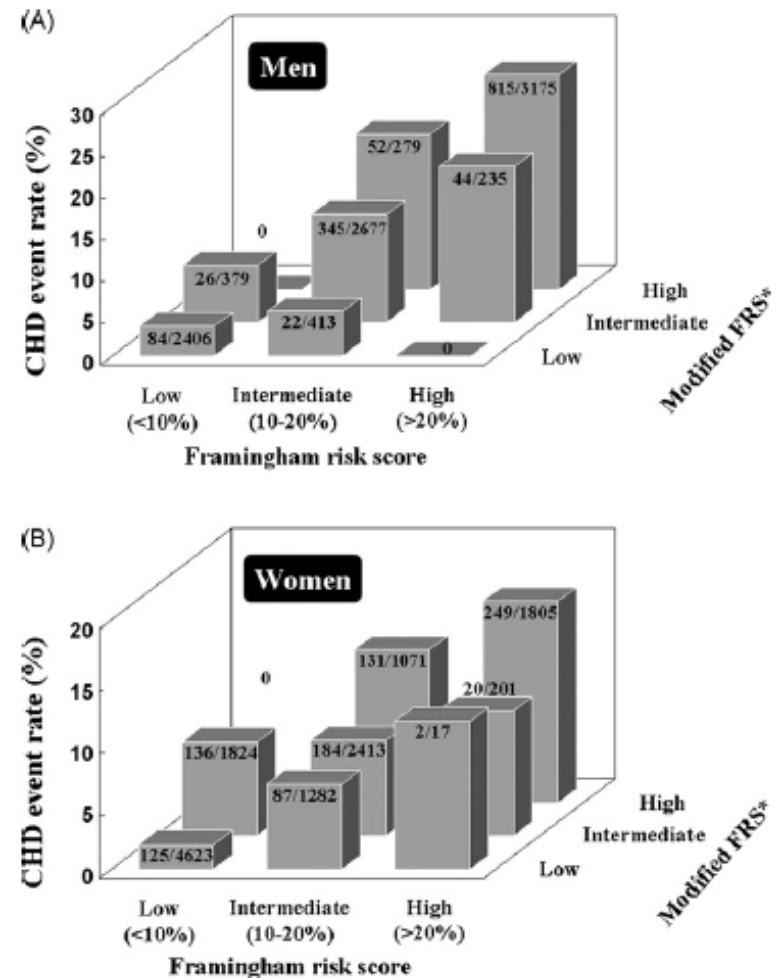 (A)
Men
CHD event rate (%)
30
25
20
15
10
5
0
815/3175
52/279
44/235
0
345/2677
26/379
22/413
84/2406
0
High
Intermediate
Low
Modified FRS*
Low
(<10%)
Intermediate
(10-20%)
High
(>20%)
Framingham risk score
(B)
Women
CHD event rate (%)
20
15
10
5
0
249/1805
131/1071
0
20/201
2/17
136/1824
184/2413
87/1282
125/4623
High
Intermediate
Low
Modified FRS*
Low
(<10%)
Intermediate
(10-20%)
High
(>20%)
Framingham risk score